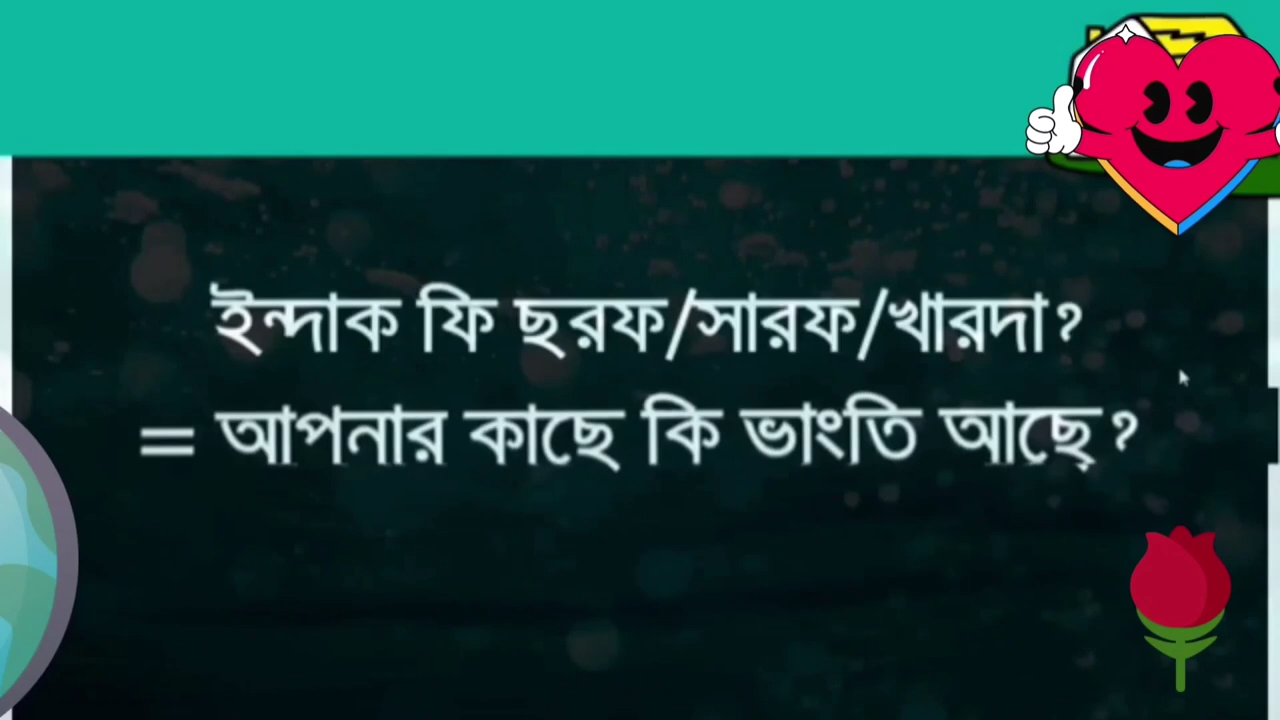 ইন্দাক ফি ছরফ/সারফ/খারদা?
= আপনার কাছে কি ভাংতি আছে?